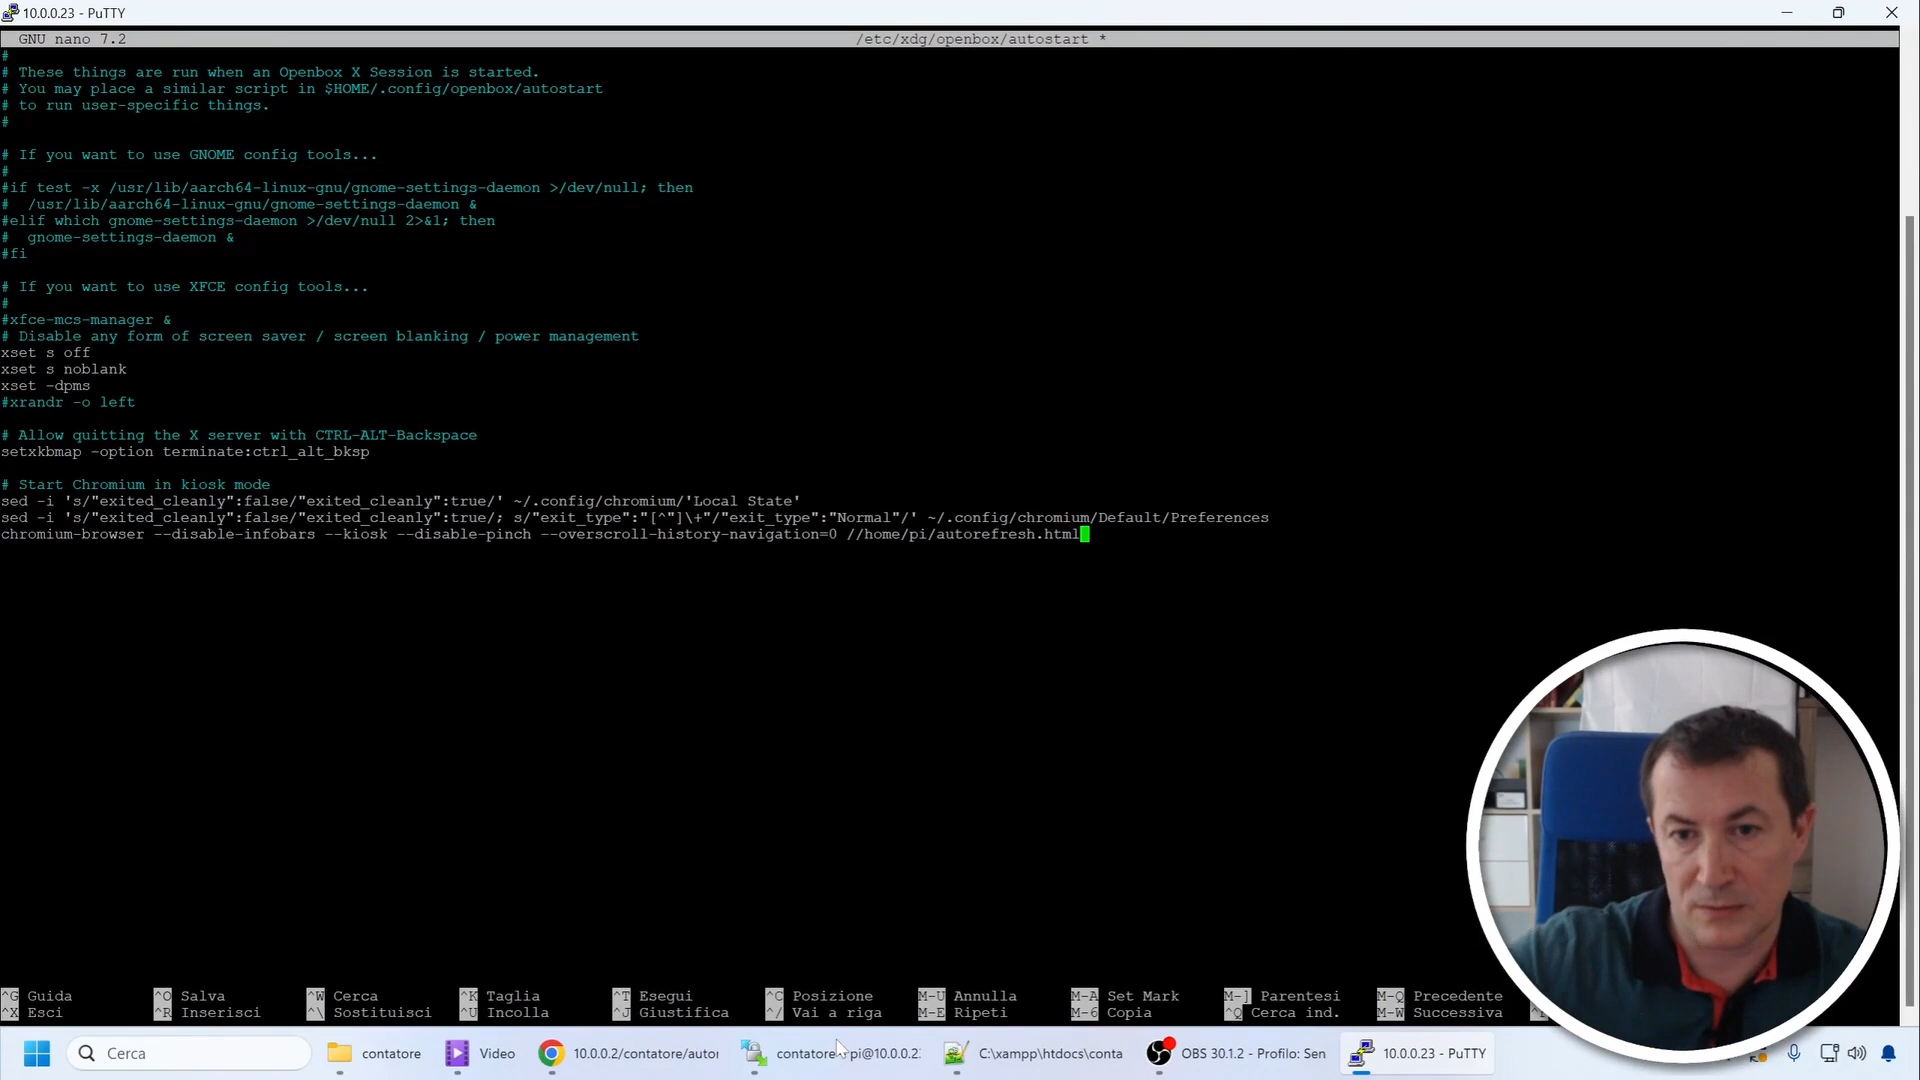 10.0.0.23 - PuTTY
GNU nano 7.2 /etc/xdg/openbox/autostart *
#
# These things are run when an Openbox X Session is started.
# You may place a similar script in $HOME/.config/openbox/autostart
# to run user-specific things.
#
# If you want to use GNOME config tools...
#
#if test -x /usr/lib/aarch64-linux-gnu/gnome-settings-daemon >/dev/null; then
#  /usr/lib/aarch64-linux-gnu/gnome-settings-daemon &
#elif which gnome-settings-daemon >/dev/null 2>&1; then
#  gnome-settings-daemon &
#fi
# If you want to use XFCE config tools...
#
#xfce-mcs-manager &
# Disable any form of screen saver / screen blanking / power management
xset s off
xset s noblank
xset -dpms
#xrandr -o left
# Allow quitting the X server with CTRL-ALT-Backspace
setxkbmap -option terminate:ctrl_alt_bksp
# Start Chromium in kiosk mode
sed -i 's/"exited_cleanly":false/"exited_cleanly":true/' ~/.config/chromium/'Local State'
sed -i 's/"exited_cleanly":false/"exited_cleanly":true/; s/"exit_type":"[^"]\+"/"exit_type":"Normal"/' ~/.config/chromium/Default/Preferences
chromium-browser --disable-infobars --kiosk --disable-pinch --overscroll-history-navigation=0 //home/pi/autorefresh.html
^G Guida ^O Salva ^W Cerca ^K Taglia ^T Esegui ^C Posizione M-U Annulla M-A Set Mark M-] Parentesi M-Q Precedente
^X Esci ^R Inserisci ^\ Sostituisci ^U Incolla ^J Giustifica ^/ Vai a riga M-E Ripeti M-6 Copia ^Q Cerca ind. M-W Successiva
Cerca contatore Video 10.0.0.2/contatore/autor contatore - pi@10.0.0.2 C:\xampp\htdocs\conta OBS 30.1.2 - Profilo: Sen 10.0.0.23 - PuTTY